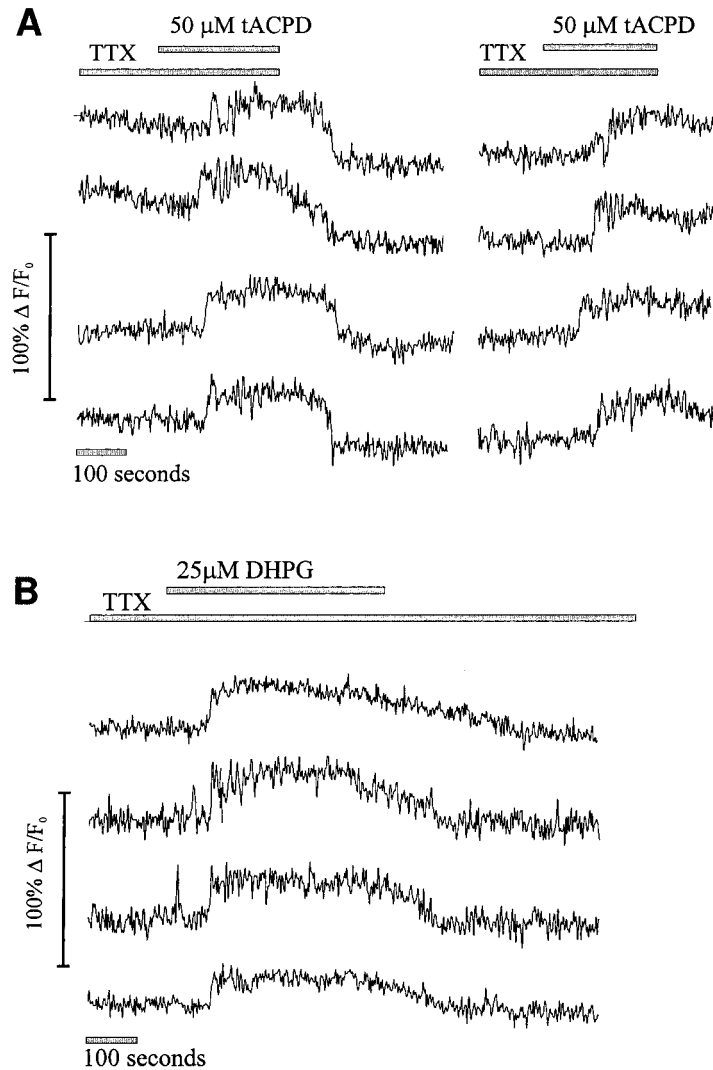 A
50 μM tACPD
50 μM tACPD
TTX
TTX
100% Δ F/F₀
100 seconds
B
25μM DHPG
TTX
100% Δ F/F₀
100 seconds